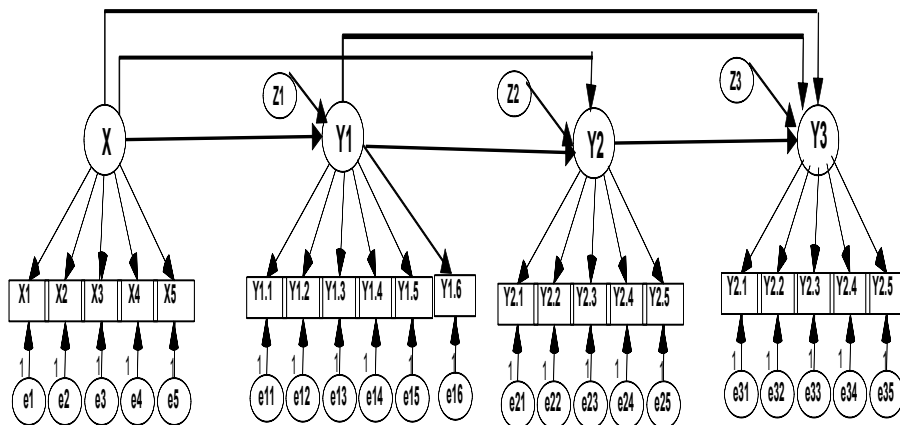 Z1
Z2
Z3
X
Y1
Y2
Y3
X1 X2 X3 X4 X5
Y1.1 Y1.2 Y1.3 Y1.4 Y1.5 Y1.6
Y2.1 Y2.2 Y2.3 Y2.4 Y2.5
Y2.1 Y2.2 Y2.3 Y2.4 Y2.5
1 1 1 1 1
1 1 1 1 1 1
1 1 1 1 1
1 1 1 1 1
e1 e2 e3 e4 e5
e11 e12 e13 e14 e15 e16
e21 e22 e23 e24 e25
e31 e32 e33 e34 e35